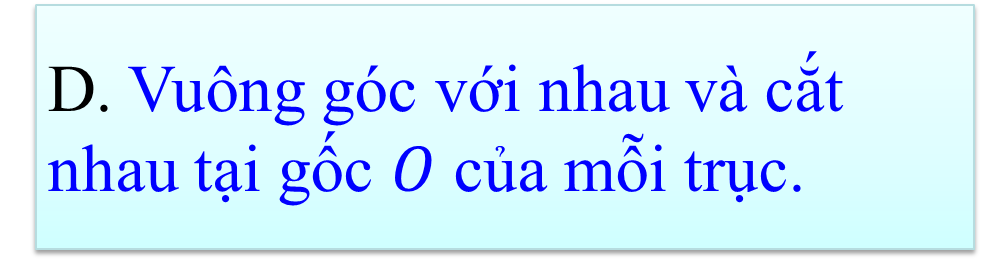 D. Vuông góc với nhau và cắt
nhau tại gốc O của mỗi trục.